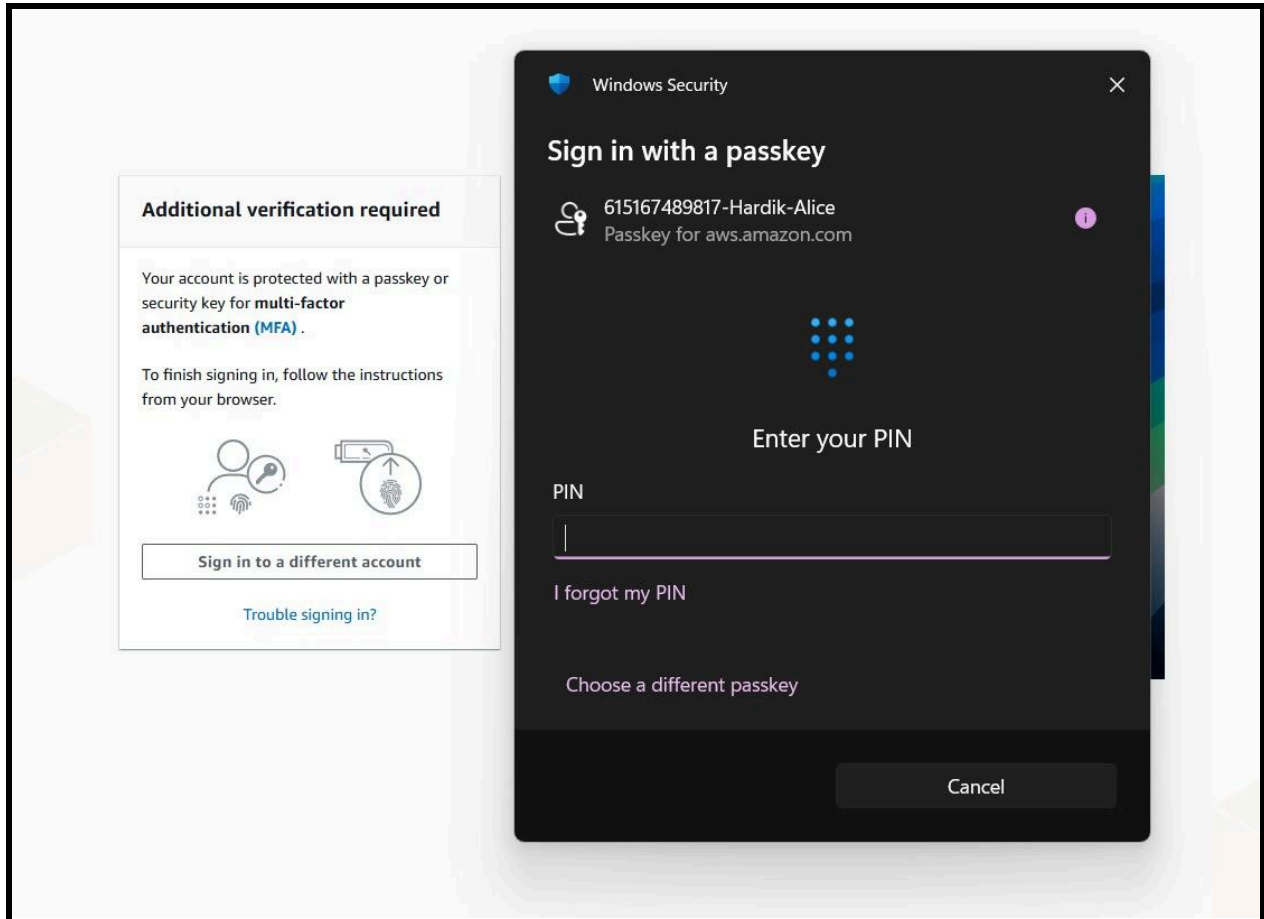 Additional verification required
Your account is protected with a passkey or
security key for multi-factor
authentication (MFA) .
To finish signing in, follow the instructions
from your browser.
Sign in to a different account
Trouble signing in?
Windows Security
Sign in with a passkey
615167489817-Hardik-Alice
Passkey for aws.amazon.com
Enter your PIN
PIN
I forgot my PIN
Choose a different passkey
Cancel